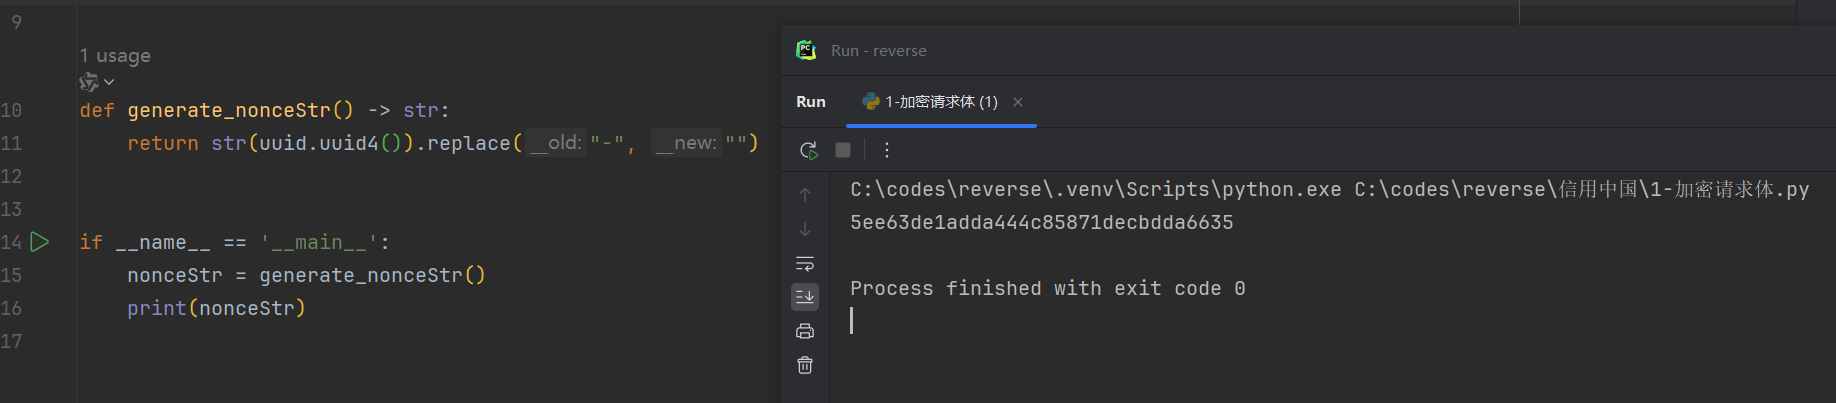 9
1 usage
10 def generate_nonceStr() -> str:
11     return str(uuid.uuid4()).replace(__old: "-", __new: "")
12
13
14 if __name__ == '__main__':
15     nonceStr = generate_nonceStr()
16     print(nonceStr)
17
PC
Run - reverse
Run 1-加密请求体 (1)
C:\codes\reverse\.venv\Scripts\python.exe C:\codes\reverse\信用中国\1-加密请求体.py
5ee63de1adda444c85871decbdda6635
Process finished with exit code 0